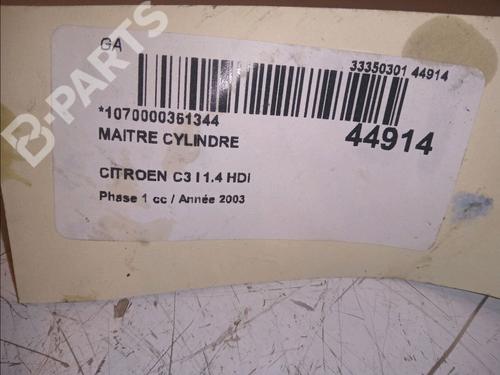 GA
33350301 44914
*1070000361344
44914
MAITRE CYLINDRE
CITROEN C3 I 1.4 HDI
Phase 1 cc / Année 2003
B-PARTS